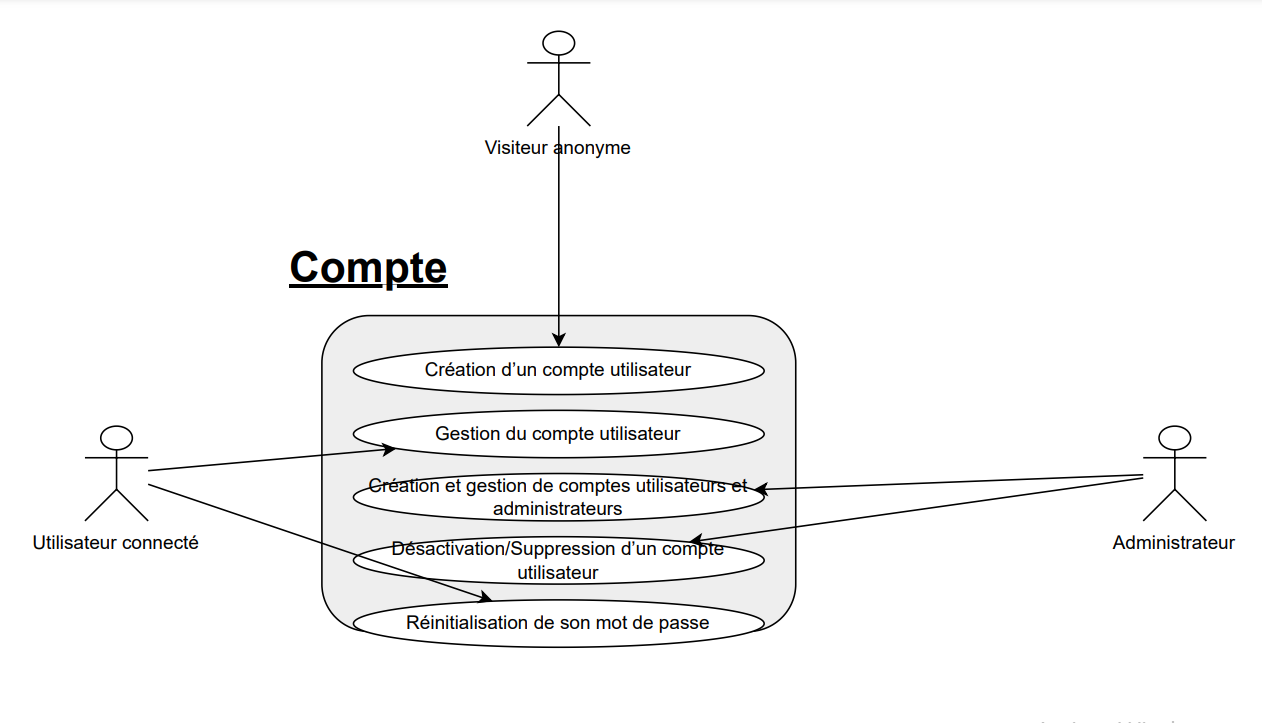 Visiteur anonyme
Compte
Création d’un compte utilisateur
Gestion du compte utilisateur
Création et gestion de comptes utilisateurs et
administrateurs
Utilisateur connecté
Administrateur
Désactivation/Suppression d’un compte
utilisateur
Réinitialisation de son mot de passe